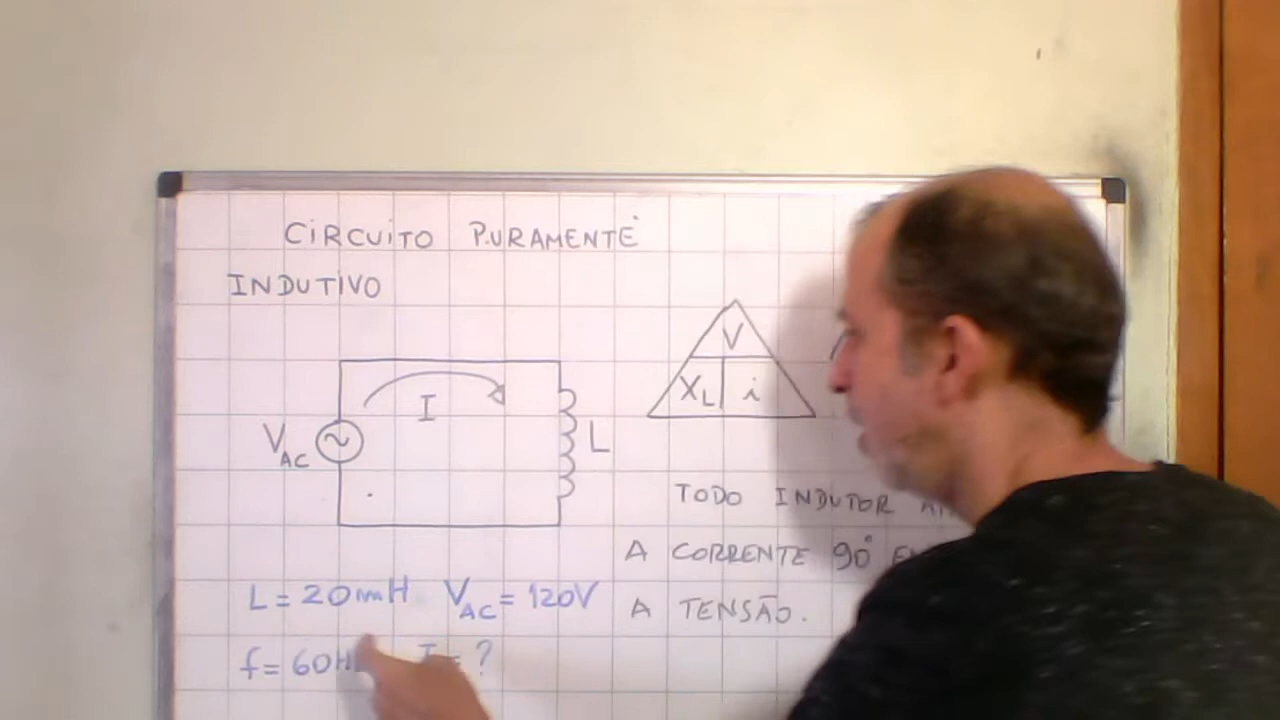 CIRCUITO PURAMENTE
INDUTIVO
V
XL i
I
VAC
L
TODO INDUTOR
A CORRENTE 90°
A TENSÃO.
L = 20mH VAC = 120V
f = 60H I = ?